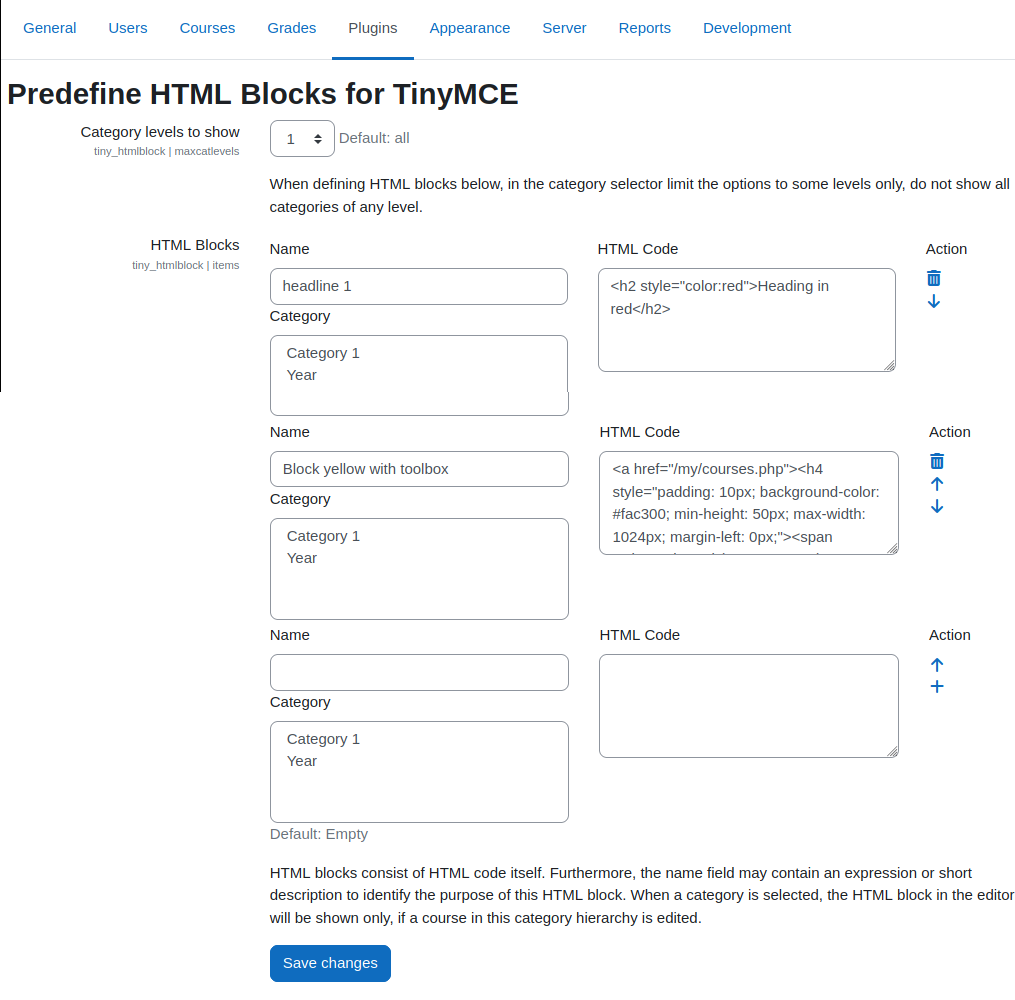 General Users Courses Grades Plugins Appearance Server Reports Development
Predefine HTML Blocks for TinyMCE
Category levels to show
tiny_htmlblock | maxcatlevels
1 Default: all
When defining HTML blocks below, in the category selector limit the options to some levels only, do not show all
categories of any level.
HTML Blocks
tiny_htmlblock | items
Name
headline 1
Category
Category 1
Year
HTML Code
<h2 style="color:red">Heading in
red</h2>
Action
Name
Block yellow with toolbox
Category
Category 1
Year
HTML Code
<a href="/my/courses.php"><h4
style="padding: 10px; background-color:
#fac300; min-height: 50px; max-width:
1024px; margin-left: 0px;"><span
Action
Name
Category
Category 1
Year
HTML Code
Action
Default: Empty
HTML blocks consist of HTML code itself. Furthermore, the name field may contain an expression or short
description to identify the purpose of this HTML block. When a category is selected, the HTML block in the editor
will be shown only, if a course in this category hierarchy is edited.
Save changes